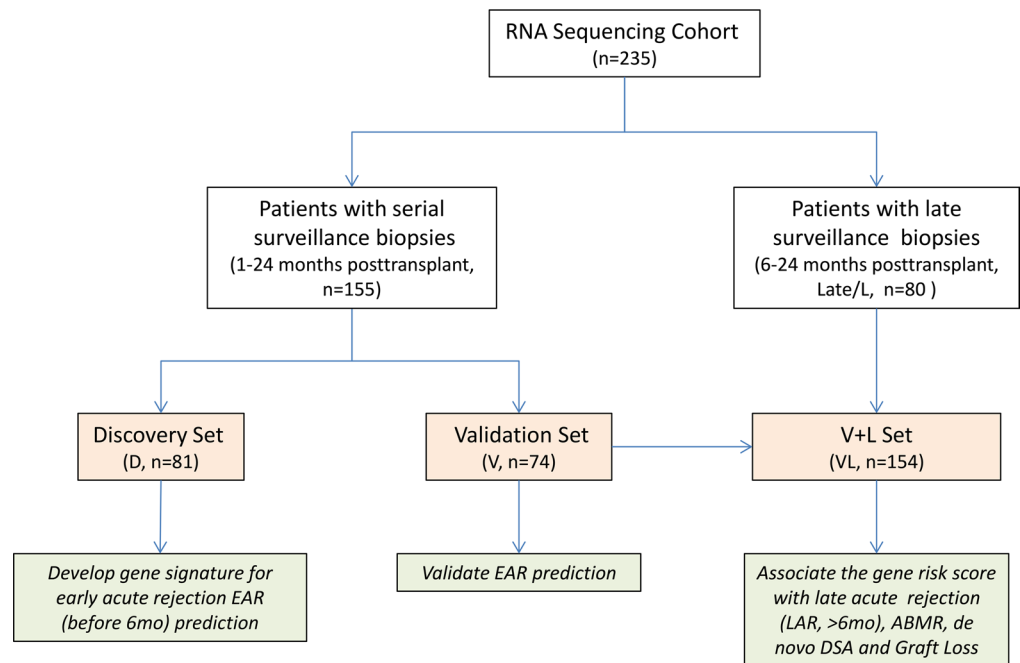 RNA Sequencing Cohort
(n=235)
Patients with serial
surveillance biopsies
(1-24 months posttransplant,
n=155)
Patients with late
surveillance biopsies
(6-24 months posttransplant,
Late/L, n=80 )
Discovery Set
(D, n=81)
Validation Set
(V, n=74)
V+L Set
(VL, n=154)
Develop gene signature for
early acute rejection EAR
(before 6mo) prediction
Validate EAR prediction
Associate the gene risk score
with late acute rejection
(LAR, >6mo), ABMR, de
novo DSA and Graft Loss